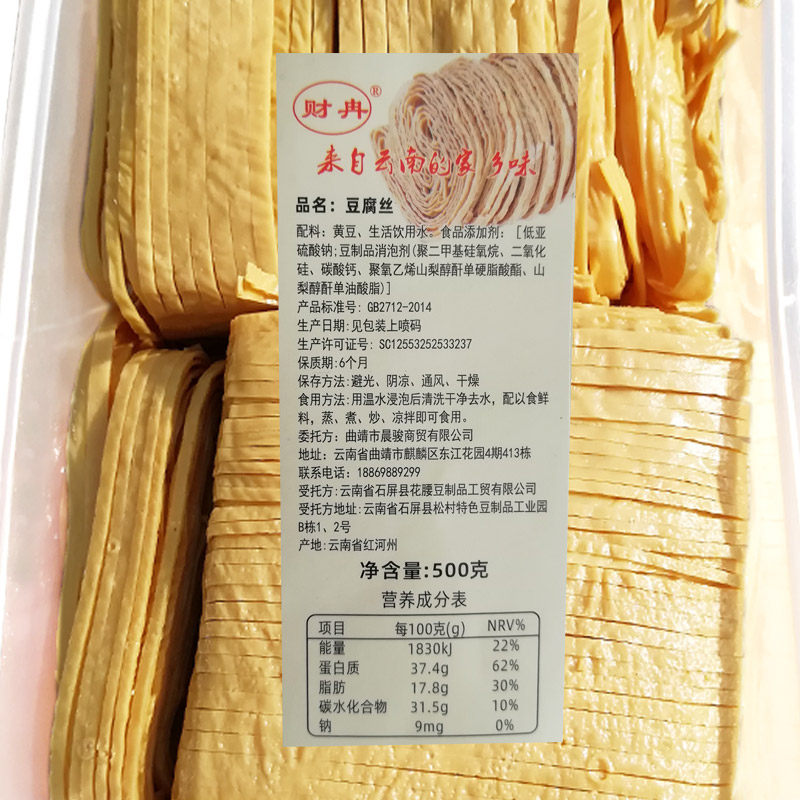 财冉®
来自云南的家乡味
品名：豆腐丝
配料：黄豆、生活饮用水。食品添加剂：［低亚
硫酸钠;豆制品消泡剂(聚二甲基硅氧烷、二氧化
硅、碳酸钙、聚氧乙烯山梨醇酐单硬脂酸酯、山
梨醇酐单油酸脂)]
产品标准号：GB2712-2014
生产日期:见包装上喷码
生产许可证号：SC12553252533237
保质期:6个月
保存方法:避光、阴凉、通风、干燥
食用方法:用温水浸泡后清洗干净去水，配以食鲜
料，蒸、煮、炒、凉拌即可食用。
委托方：曲靖市晨骏商贸有限公司
地址：云南省曲靖市麒麟区东江花园4期413栋
联系电话：18869889299
受托方:云南省石屏县花腰豆制品工贸有限公司
受托方地址:云南省石屏县松村特色豆制品工业园
B栋1、2号
产地:云南省红河州
净含量:500克
营养成分表
项目 每100克(g) NRV%
能量 1830kJ 22%
蛋白质 37.4g 62%
脂肪 17.8g 30%
碳水化合物 31.5g 10%
钠 9mg 0%